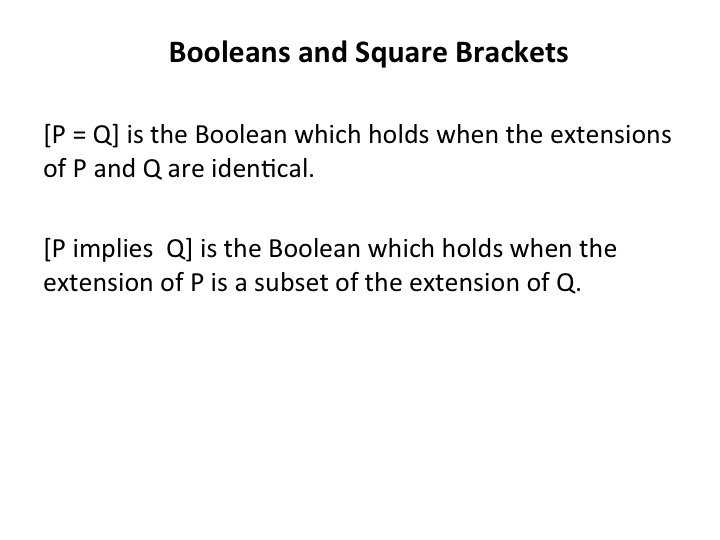 Booleans and Square Brackets
[P = Q] is the Boolean which holds when the extensions
of P and Q are identical.
[P implies  Q] is the Boolean which holds when the
extension of P is a subset of the extension of Q.